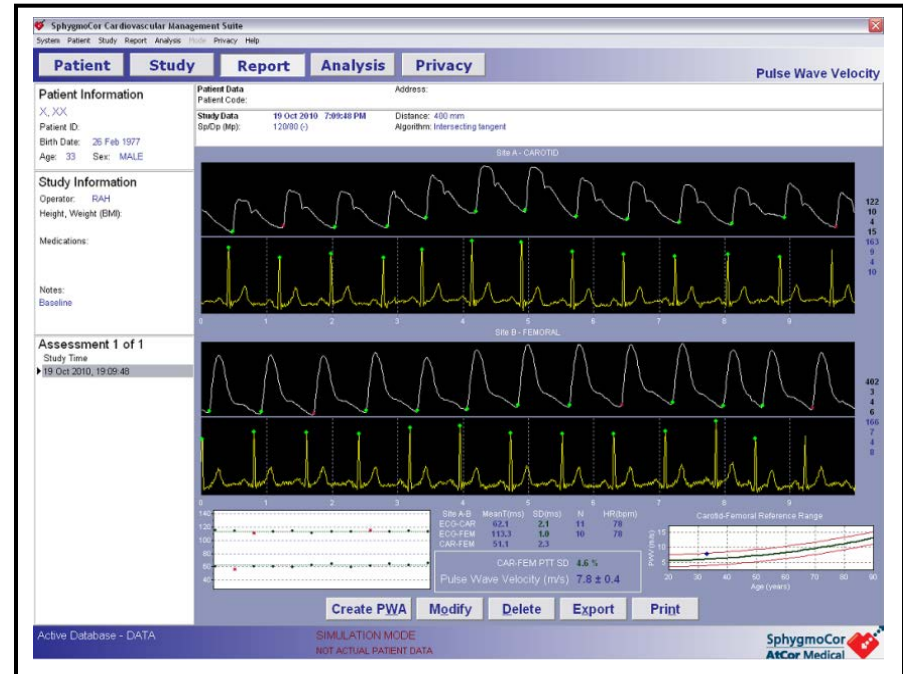 SphygmoCor Cardiovascular Management Suite
System Patient Study Report Analysis Mode Privacy Help
Patient Study Report Analysis Privacy
Pulse Wave Velocity
Patient Information
X, XX
Patient ID:
Birth Date: 26 Feb 1977
Age: 33 Sex: MALE
Patient Data Address:
Patient Code:
Study Data 19 Oct 2010 7:09:48 PM Distance: 400 mm
Sp/Dp (Mp): 120/80 (-) Algorithm: Intersecting tangent
Study Information
Operator: RAH
Height, Weight (BMI):
Medications:
Notes:
Baseline
Assessment 1 of 1
Study Time
19 Oct 2010, 19:09:48
Site A - CAROTID
122
10
4
15
163
9
4
10
0 1 2 3 4 5 6 7 8 9
Site B - FEMORAL
402
3
4
6
166
7
4
8
0 1 2 3 4 5 6 7 8 9
140
120
100
80
60
40
Site A-B MeanT(ms) SD(ms) N HR(bpm)
ECG-CAR 62.1 2.1 11 78
ECG-FEM 113.3 1.0 10 78
CAR-FEM 51.1 2.3
CAR-FEM PTT SD 4.6 %
Pulse Wave Velocity (m/s) 7.8 ± 0.4
Carotid-Femoral Reference Range
PWV (m/s)
15
10
5
20 30 40 50 60 70 80 90
Age (years)
Create PWA Modify Delete Export Print
Active Database - DATA
SIMULATION MODE
NOT ACTUAL PATIENT DATA
SphygmoCor
AtCor Medical